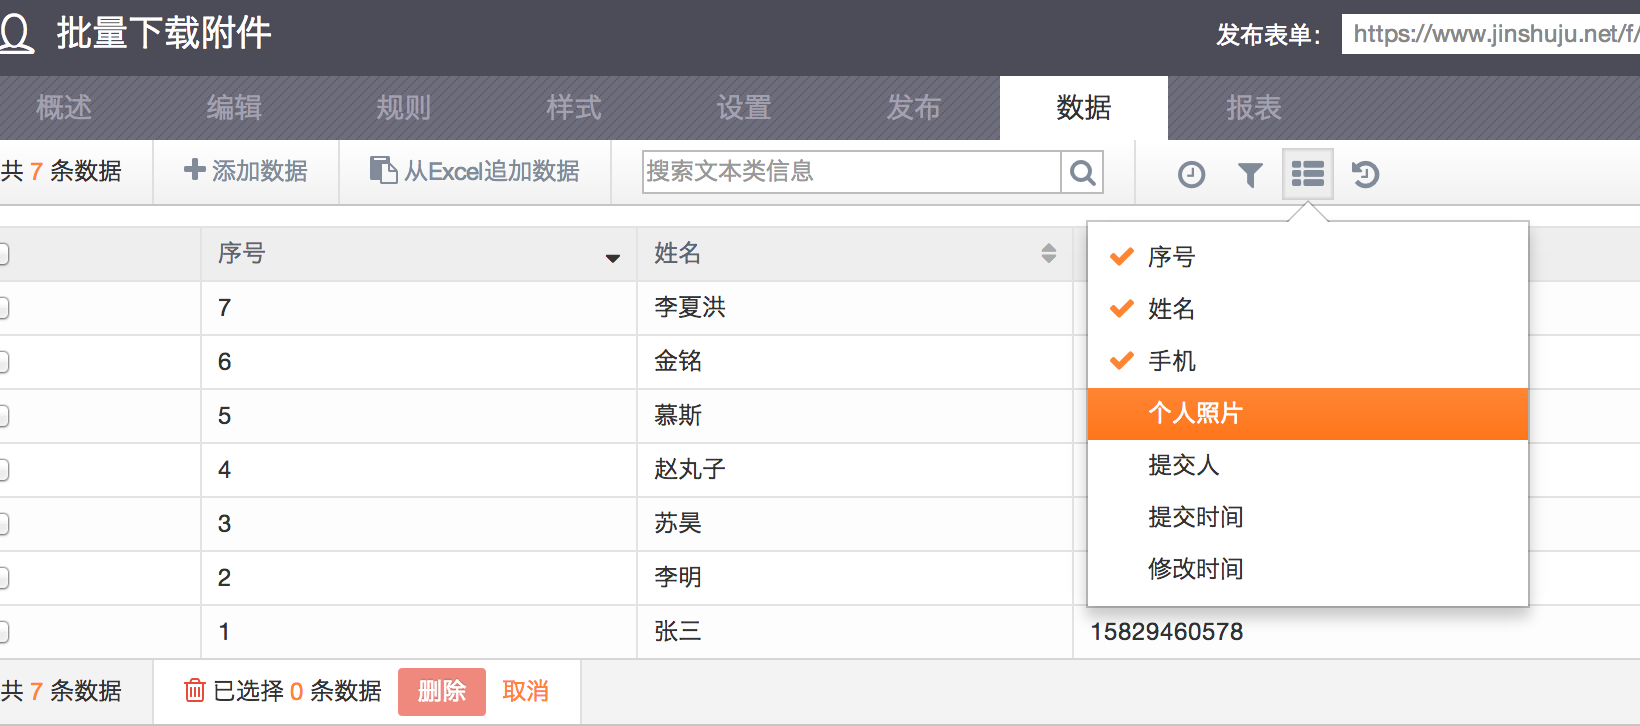 批量下载附件
发布表单： https://www.jinshuju.net/f/
概述 编辑 规则 样式 设置 发布 数据 报表
共 7 条数据 添加数据 从Excel追加数据 搜索文本类信息
序号 姓名
7 李夏洪
6 金铭
5 慕斯
4 赵丸子
3 苏昊
2 李明
1 张三 15829460578
序号
姓名
手机
个人照片
提交人
提交时间
修改时间
共 7 条数据 已选择 0 条数据 删除 取消